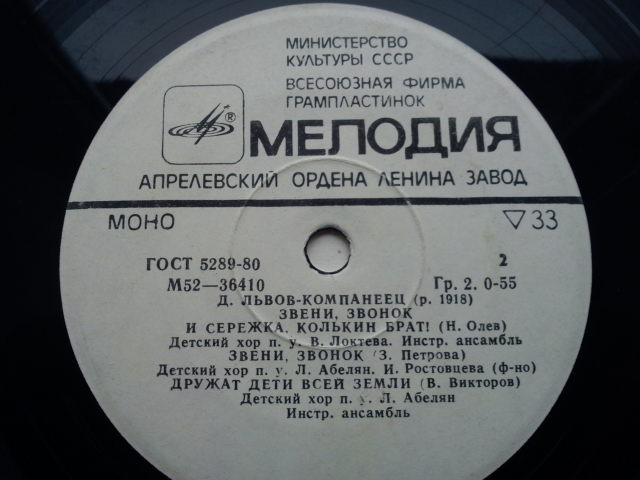 МИНИСТЕРСТВО
КУЛЬТУРЫ СССР
ВСЕСОЮЗНАЯ ФИРМА
ГРАМПЛАСТИНОК
®
МЕЛОДИЯ
АПРЕЛЕВСКИЙ ОРДЕНА ЛЕНИНА ЗАВОД
МОНО ▽ 33
ГОСТ 5289-80 2
М52—36410 Гр. 2. 0-55
Д. ЛЬВОВ-КОМПАНЕЕЦ (р. 1918)
ЗВЕНИ, ЗВОНОК
И СЕРЕЖКА, КОЛЬКИН БРАТ! (Н. Олев)
Детский хор п. у. В. Локтева. Инстр. ансамбль
ЗВЕНИ, ЗВОНОК (З. Петрова)
Детский хор п. у. Л. Абелян. И. Ростовцева (ф-но)
ДРУЖАТ ДЕТИ ВСЕЙ ЗЕМЛИ (В. Викторов)
Детский хор п. у. Л. Абелян
Инстр. ансамбль